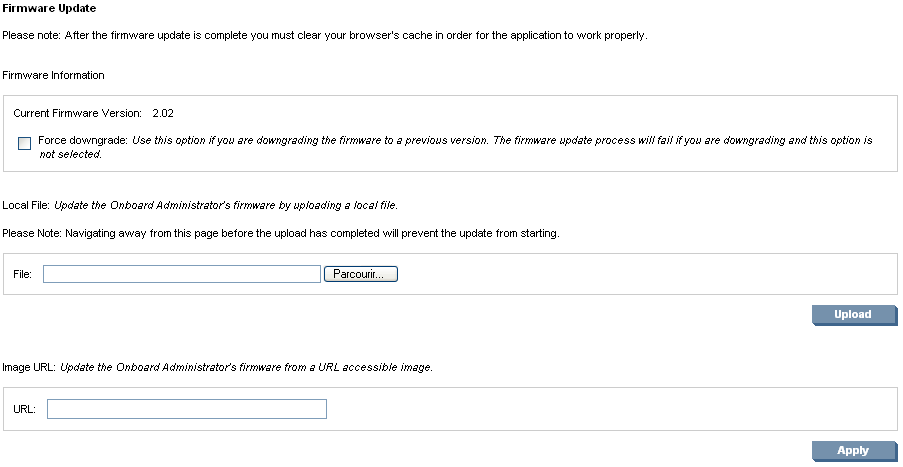 Firmware Update
Please note: After the firmware update is complete you must clear your browser's cache in order for the application to work properly.
Firmware Information
Current Firmware Version: 2.02
Force downgrade: Use this option if you are downgrading the firmware to a previous version. The firmware update process will fail if you are downgrading and this option is
not selected.
Local File: Update the Onboard Administrator's firmware by uploading a local file.
Please Note: Navigating away from this page before the upload has completed will prevent the update from starting.
File: Parcourir...
Upload
Image URL: Update the Onboard Administrator's firmware from a URL accessible image.
URL:
Apply